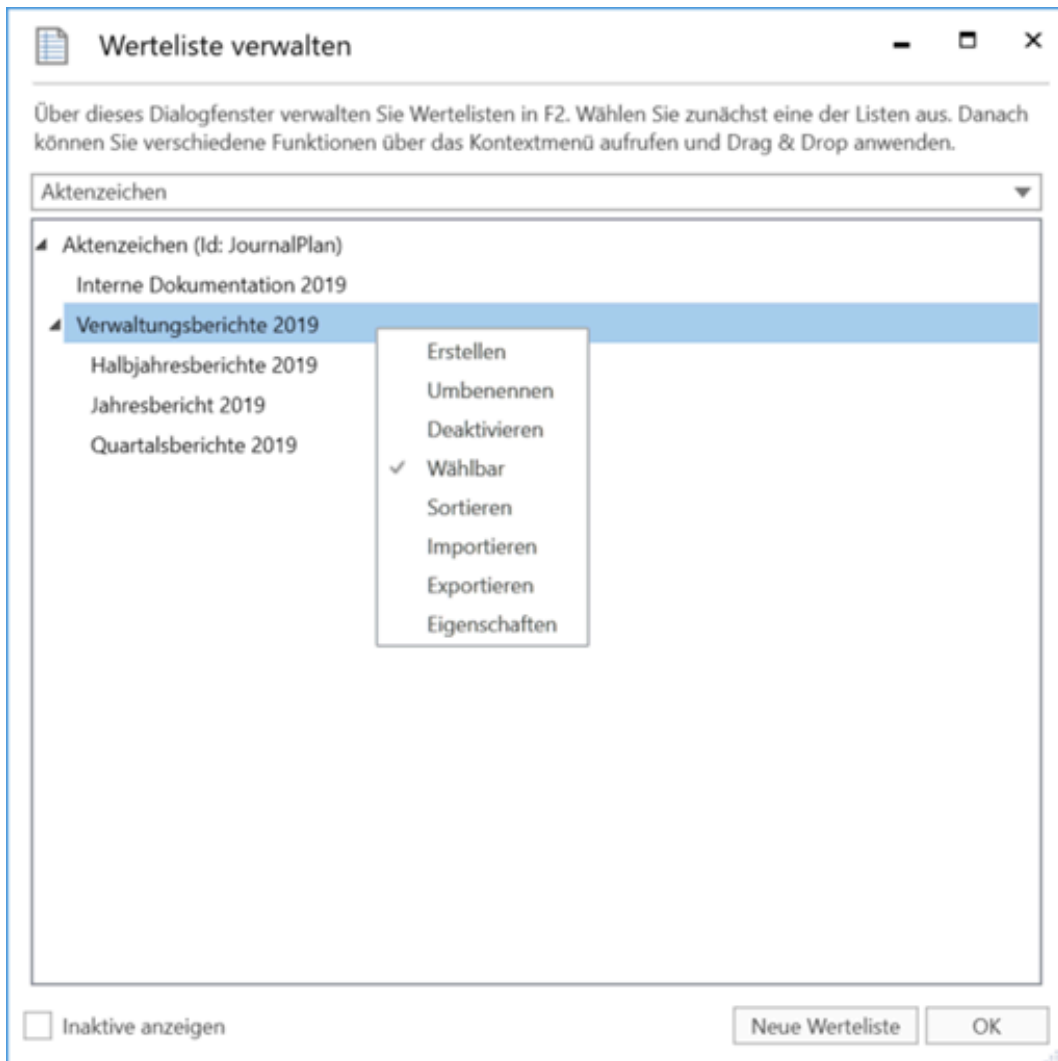 Werteliste verwalten
Über dieses Dialogfenster verwalten Sie Wertelisten in F2. Wählen Sie zunächst eine der Listen aus. Danach
können Sie verschiedene Funktionen über das Kontextmenü aufrufen und Drag & Drop anwenden.
Aktenzeichen
Aktenzeichen (Id: JournalPlan)
Interne Dokumentation 2019
Verwaltungsberichte 2019
Halbjahresberichte 2019
Jahresbericht 2019
Quartalsberichte 2019
Erstellen
Umbenennen
Deaktivieren
Wählbar
Sortieren
Importieren
Exportieren
Eigenschaften
Inaktive anzeigen
Neue Werteliste
OK